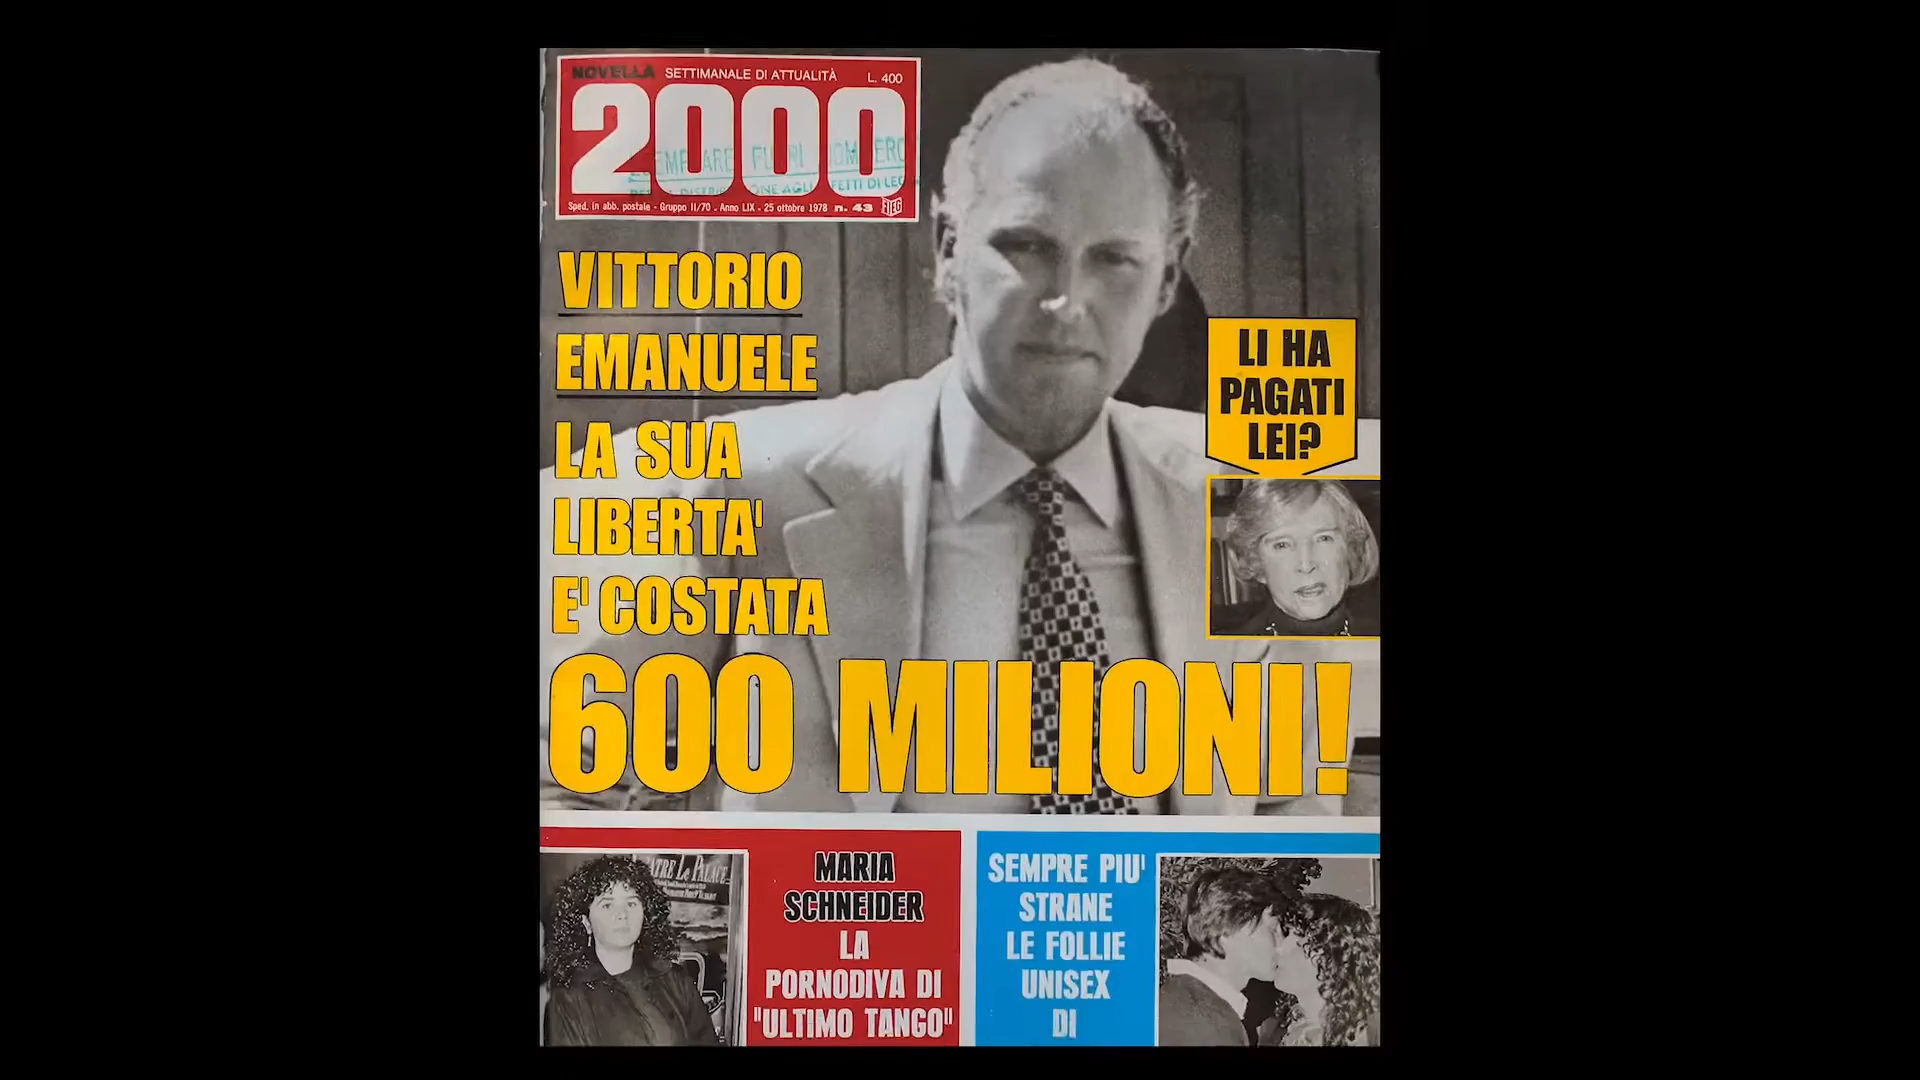 NOVELLA SETTIMANALE DI ATTUALITÀ L. 400
2000
Sped. in abb. postale - Gruppo II/70 - Anno LIX - 25 ottobre 1978 n. 43 FIEG
VITTORIO
EMANUELE
LA SUA
LIBERTA'
E' COSTATA
600 MILIONI!
LI HA
PAGATI
LEI?
MARIA
SCHNEIDER
LA
PORNODIVA DI
"ULTIMO TANGO"
SEMPRE PIU'
STRANE
LE FOLLIE
UNISEX
DI